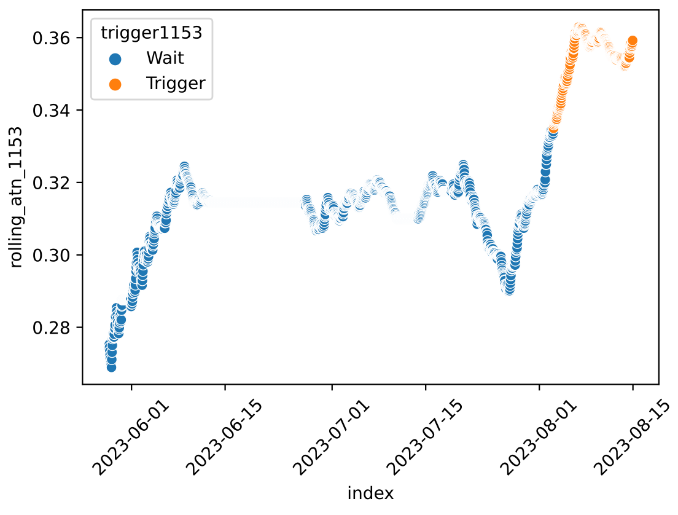 trigger1153
Wait
Trigger
rolling_atn_1153
0.36
0.34
0.32
0.30
0.28
2023-06-01
2023-06-15
2023-07-01
2023-07-15
2023-08-01
2023-08-15
index